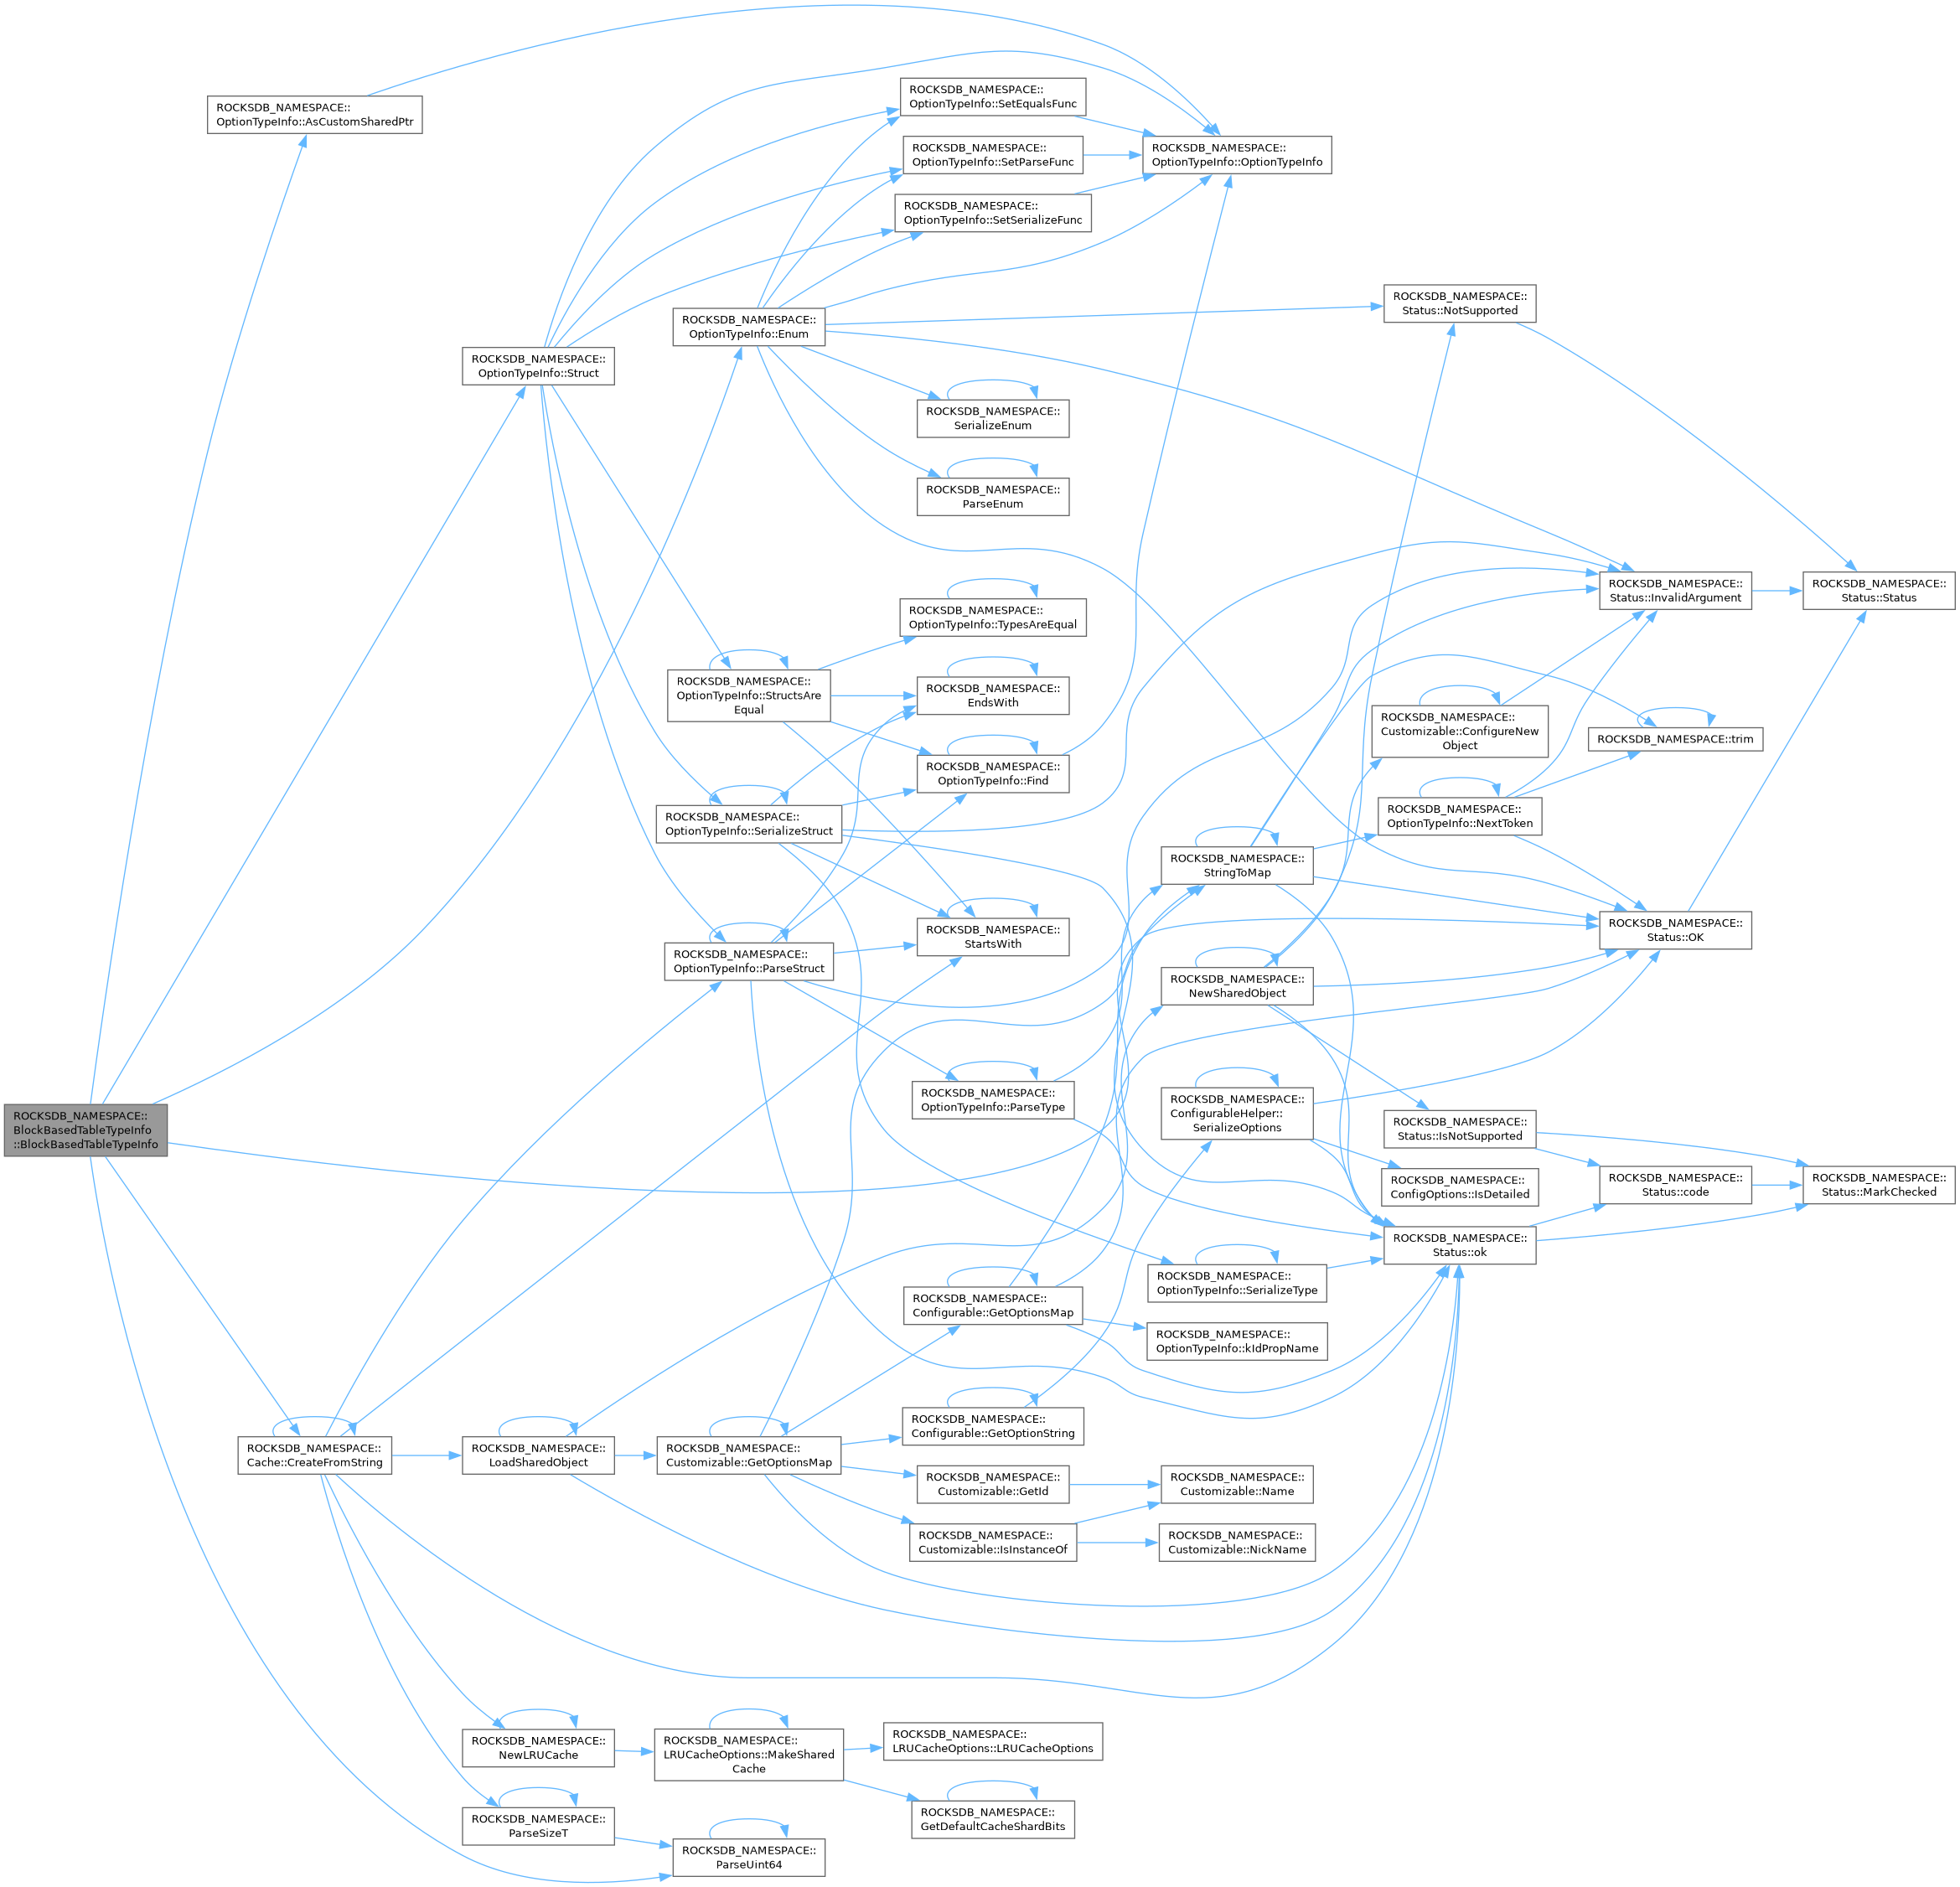 ROCKSDB_NAMESPACE::
BlockBasedTableTypeInfo
::BlockBasedTableTypeInfo
ROCKSDB_NAMESPACE::
OptionTypeInfo::AsCustomSharedPtr
ROCKSDB_NAMESPACE::
Cache::CreateFromString
ROCKSDB_NAMESPACE::
OptionTypeInfo::Struct
ROCKSDB_NAMESPACE::
LoadSharedObject
ROCKSDB_NAMESPACE::
NewLRUCache
ROCKSDB_NAMESPACE::
ParseSizeT
ROCKSDB_NAMESPACE::
OptionTypeInfo::Enum
ROCKSDB_NAMESPACE::
OptionTypeInfo::StructsAre
Equal
ROCKSDB_NAMESPACE::
OptionTypeInfo::SerializeStruct
ROCKSDB_NAMESPACE::
OptionTypeInfo::ParseStruct
ROCKSDB_NAMESPACE::
Customizable::GetOptionsMap
ROCKSDB_NAMESPACE::
LRUCacheOptions::MakeShared
Cache
ROCKSDB_NAMESPACE::
ParseUint64
ROCKSDB_NAMESPACE::
OptionTypeInfo::SetEqualsFunc
ROCKSDB_NAMESPACE::
OptionTypeInfo::SetParseFunc
ROCKSDB_NAMESPACE::
OptionTypeInfo::SetSerializeFunc
ROCKSDB_NAMESPACE::
SerializeEnum
ROCKSDB_NAMESPACE::
ParseEnum
ROCKSDB_NAMESPACE::
OptionTypeInfo::TypesAreEqual
ROCKSDB_NAMESPACE::
EndsWith
ROCKSDB_NAMESPACE::
OptionTypeInfo::Find
ROCKSDB_NAMESPACE::
StartsWith
ROCKSDB_NAMESPACE::
OptionTypeInfo::ParseType
ROCKSDB_NAMESPACE::
Configurable::GetOptionsMap
ROCKSDB_NAMESPACE::
Configurable::GetOptionString
ROCKSDB_NAMESPACE::
Customizable::GetId
ROCKSDB_NAMESPACE::
Customizable::IsInstanceOf
ROCKSDB_NAMESPACE::
LRUCacheOptions::LRUCacheOptions
ROCKSDB_NAMESPACE::
GetDefaultCacheShardBits
ROCKSDB_NAMESPACE::
OptionTypeInfo::OptionTypeInfo
ROCKSDB_NAMESPACE::
StringToMap
ROCKSDB_NAMESPACE::
NewSharedObject
ROCKSDB_NAMESPACE::
ConfigurableHelper::
SerializeOptions
ROCKSDB_NAMESPACE::
OptionTypeInfo::SerializeType
ROCKSDB_NAMESPACE::
OptionTypeInfo::kIdPropName
ROCKSDB_NAMESPACE::
Customizable::Name
ROCKSDB_NAMESPACE::
Customizable::NickName
ROCKSDB_NAMESPACE::
Status::NotSupported
ROCKSDB_NAMESPACE::
Customizable::ConfigureNew
Object
ROCKSDB_NAMESPACE::
OptionTypeInfo::NextToken
ROCKSDB_NAMESPACE::
Status::IsNotSupported
ROCKSDB_NAMESPACE::
ConfigOptions::IsDetailed
ROCKSDB_NAMESPACE::
Status::ok
ROCKSDB_NAMESPACE::
Status::InvalidArgument
ROCKSDB_NAMESPACE::trim
ROCKSDB_NAMESPACE::
Status::OK
ROCKSDB_NAMESPACE::
Status::code
ROCKSDB_NAMESPACE::
Status::Status
ROCKSDB_NAMESPACE::
Status::MarkChecked